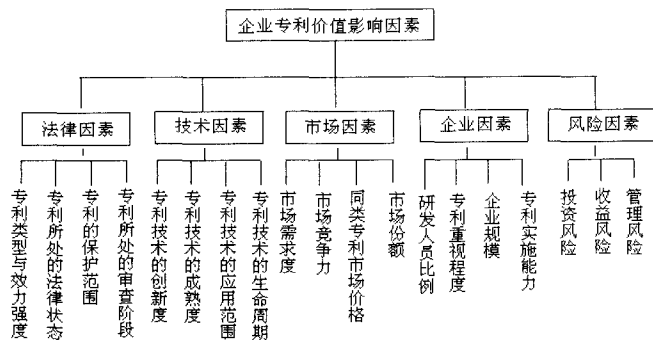 企业专利价值影响因素
法律因素
技术因素
市场因素
企业因素
风险因素
专利类型与效力强度
专利所处的法律状态
专利的保护范围
专利所处的审查阶段
专利技术的创新度
专利技术的成熟度
专利技术的应用范围
专利技术的生命周期
市场需求度
市场竞争力
同类专利市场价格
市场份额
研发人员比例
专利重视程度
企业规模
专利实施能力
投资风险
收益风险
管理风险